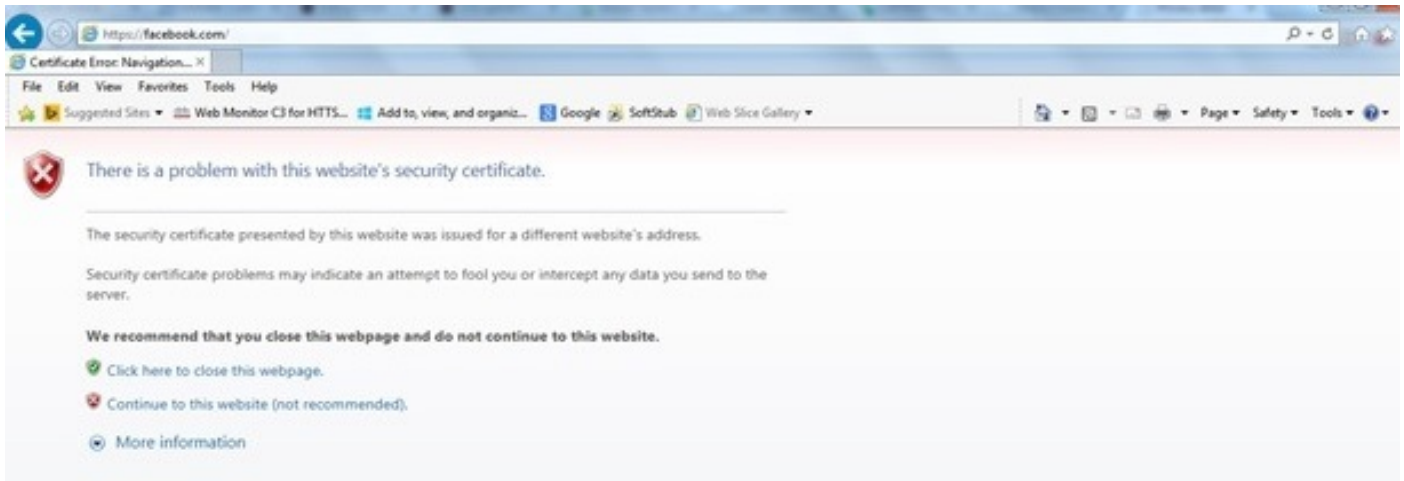 https://facebook.com/
Certificate Error: Navigation...
File Edit View Favorites Tools Help
Suggested Sites Web Monitor C3 for HTTS... Add to, view, and organiz... Google SoftStub Web Slice Gallery Page Safety Tools
There is a problem with this website's security certificate.
The security certificate presented by this website was issued for a different website's address.
Security certificate problems may indicate an attempt to fool you or intercept any data you send to the
server.
We recommend that you close this webpage and do not continue to this website.
Click here to close this webpage.
Continue to this website (not recommended).
More information